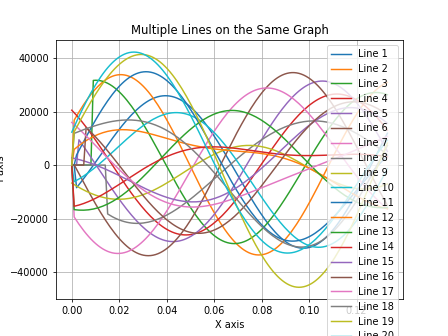 Multiple Lines on the Same Graph
40000
20000
0
−20000
−40000
axis
0.00
0.02
0.04
0.06
0.08
0.10
X axis
Line 1
Line 2
Line 3
Line 4
Line 5
Line 6
Line 7
Line 8
Line 9
Line 10
Line 11
Line 12
Line 13
Line 14
Line 15
Line 16
Line 17
Line 18
Line 19
Line 20